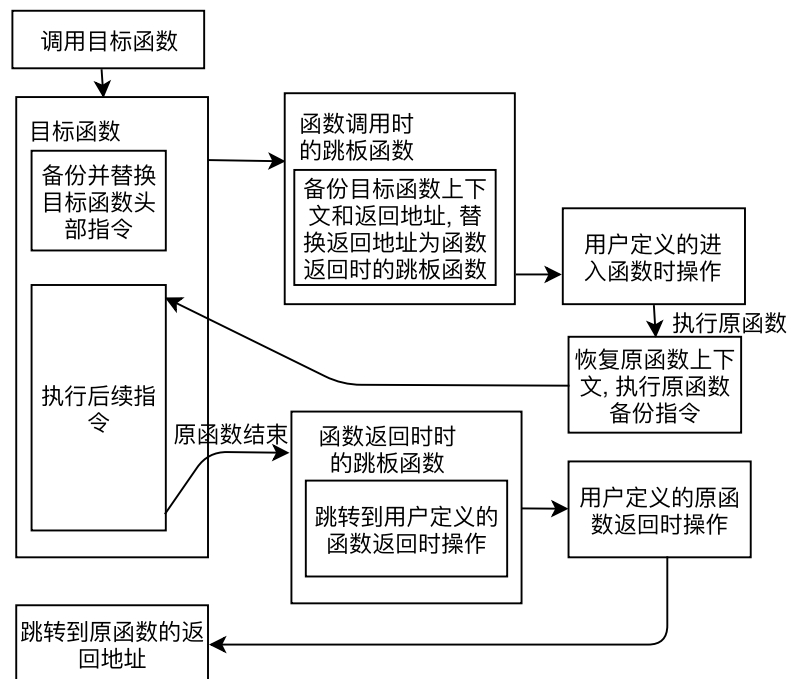 调用目标函数
目标函数
备份并替换
目标函数头
部指令
函数调用时
的跳板函数
备份目标函数上下
文和返回地址, 替
换返回地址为函数
返回时的跳板函数
用户定义的进
入函数时操作
执行原函数
恢复原函数上下
文, 执行原函数
备份指令
执行后续指
令
原函数结束
函数返回时时
的跳板函数
跳转到用户定义的
函数返回时操作
用户定义的原函
数返回时操作
跳转到原函数的返
回地址